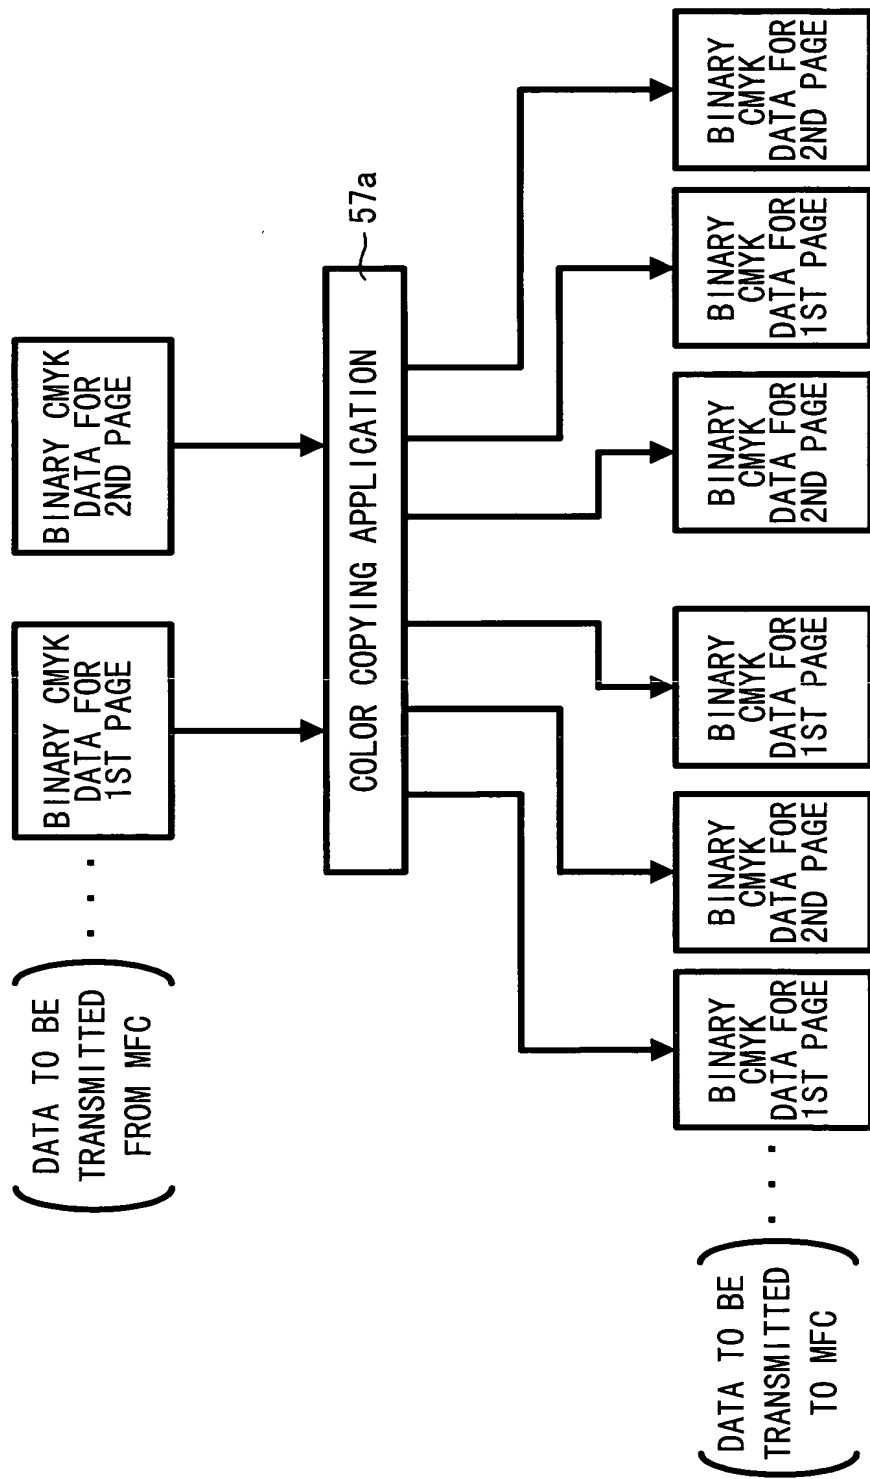 DATA TO BE
TRANSMITTED
FROM MFC
. . .
BINARY CMYK
DATA FOR
1ST PAGE
BINARY CMYK
DATA FOR
2ND PAGE
COLOR COPYING APPLICATION
57a
DATA TO BE
TRANSMITTED
TO MFC
. . .
BINARY
CMYK
DATA FOR
1ST PAGE
BINARY
CMYK
DATA FOR
2ND PAGE
BINARY
CMYK
DATA FOR
1ST PAGE
BINARY
CMYK
DATA FOR
2ND PAGE
BINARY
CMYK
DATA FOR
1ST PAGE
BINARY
CMYK
DATA FOR
2ND PAGE